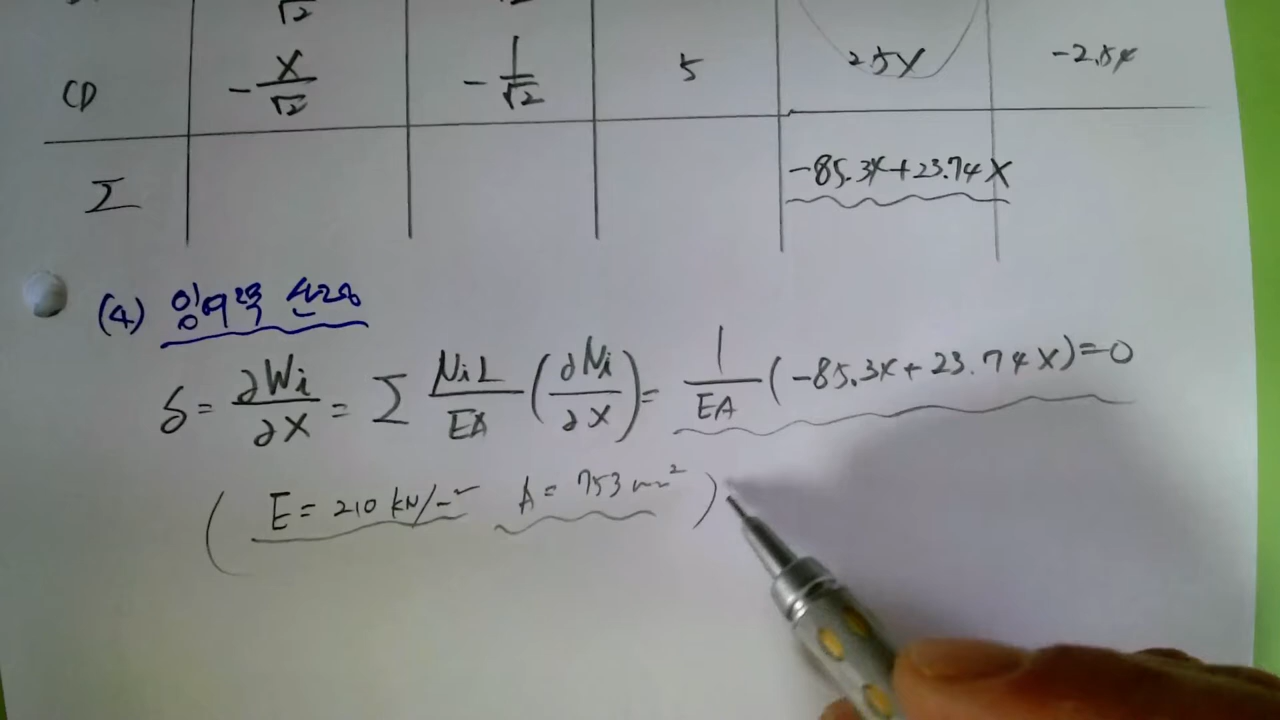 √2
CD -X/√2 -1/√2 5 2.5X -2.5x
Σ -85.3x+23.74X
(4) 잉여력 산정
δ = ∂Wi/∂X = Σ NiL/EA (∂Ni/∂X) = 1/EA (-85.3x+23.74X)=0
( E = 210 kN/mm² A = 753 mm² )